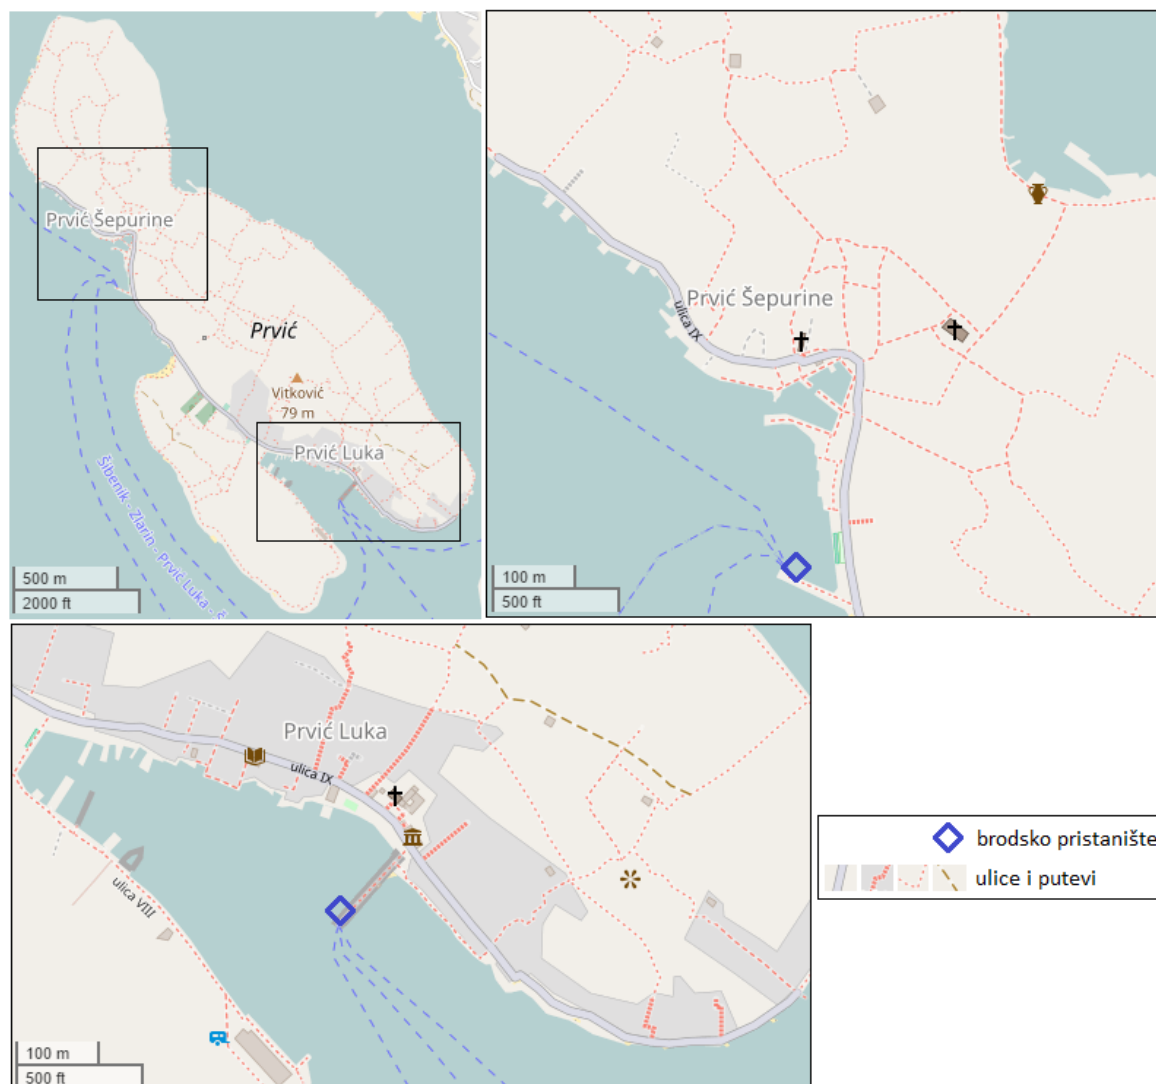 Prvić Šepurine
Prvić
Vitković
79 m
Prvić Luka
Šibenik - Zlarin - Prvić Luka - Š
500 m
2000 ft
Prvić Šepurine
ulica IX
100 m
500 ft
Prvić Luka
ulica IX
ulica VIII
100 m
500 ft
brodsko pristanište
ulice i putevi